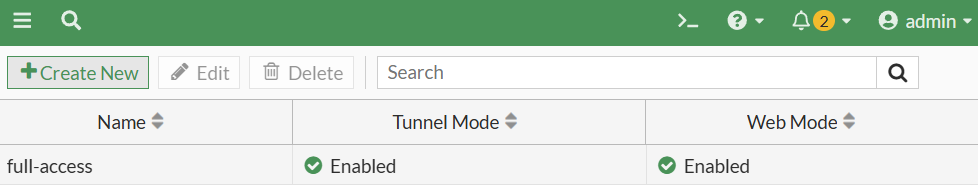 >_ ? 2 admin
+Create New Edit Delete Search
Name Tunnel Mode Web Mode
full-access Enabled Enabled